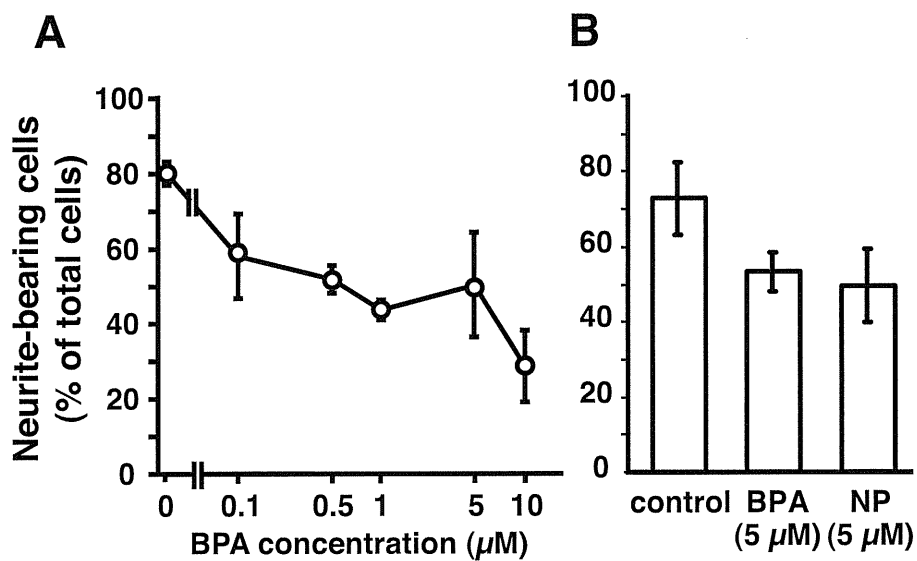 A
Neurite-bearing cells
(% of total cells)
100
80
60
40
20
0
0 0.1 0.5 1 5 10
BPA concentration (µM)
B
100
80
60
40
20
0
control BPA NP
(5 µM) (5 µM)